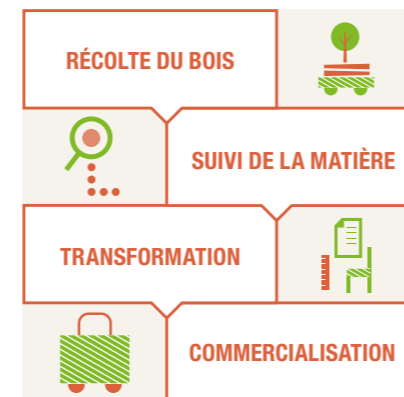 RÉCOLTE DU BOIS
SUIVI DE LA MATIÈRE
TRANSFORMATION
COMMERCIALISATION